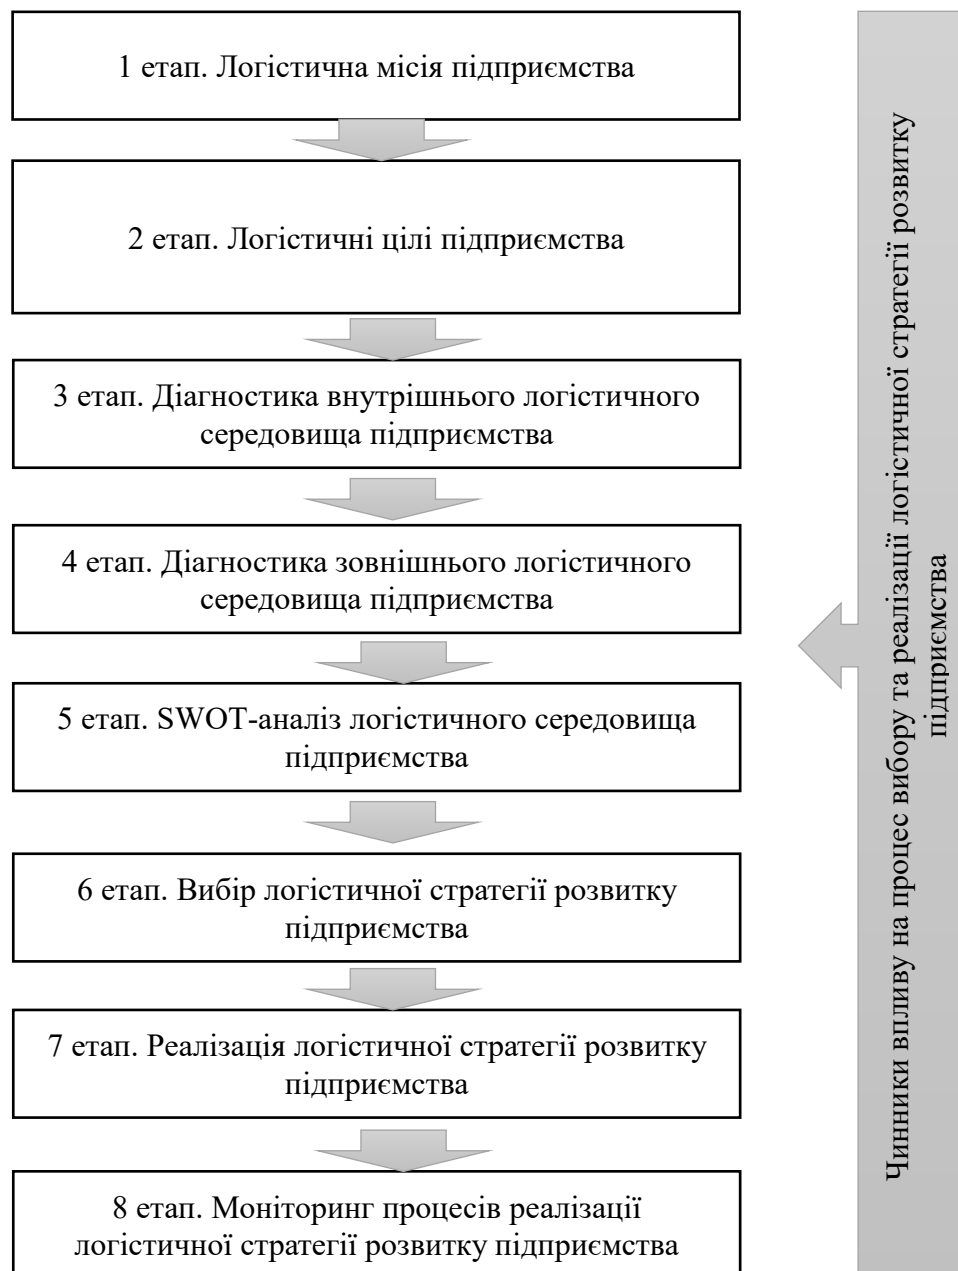 1 етап. Логістична місія підприємства
2 етап. Логістичні цілі підприємства
3 етап. Діагностика внутрішнього логістичного
середовища підприємства
4 етап. Діагностика зовнішнього логістичного
середовища підприємства
5 етап. SWOT-аналіз логістичного середовища
підприємства
6 етап. Вибір логістичної стратегії розвитку
підприємства
7 етап. Реалізація логістичної стратегії розвитку
підприємства
8 етап. Моніторинг процесів реалізації
логістичної стратегії розвитку підприємства
Чинники впливу на процес вибору та реалізації логістичної стратегії розвитку
підприємства